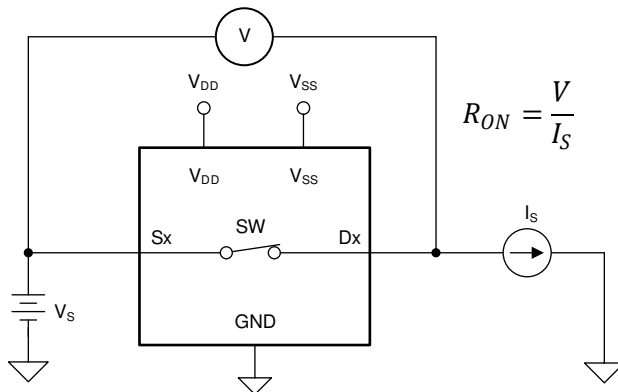 V
V_DD V_SS
R_ON = V/I_S
V_DD V_SS
I_S
SW
Sx Dx
V_S
GND